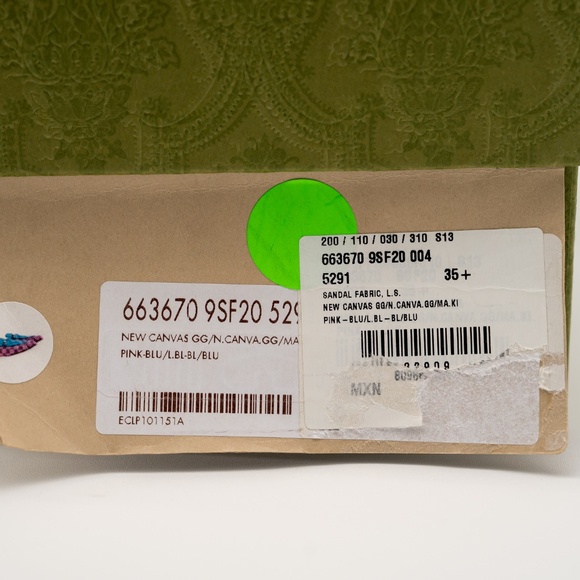 200 / 110 / 030 / 310 S13
663670 9SF20 004
5291 35+
SANDAL FABRIC, L.S.
NEW CANVAS GG/N.CANVA.GG/MA.KI
PINK-BLU/L.BL-BL/BLU
MXN
663670 9SF20 529
NEW CANVAS GG/N.CANVA.GG/MA
PINK-BLU/L.BL-BL/BLU
ECLP101151A